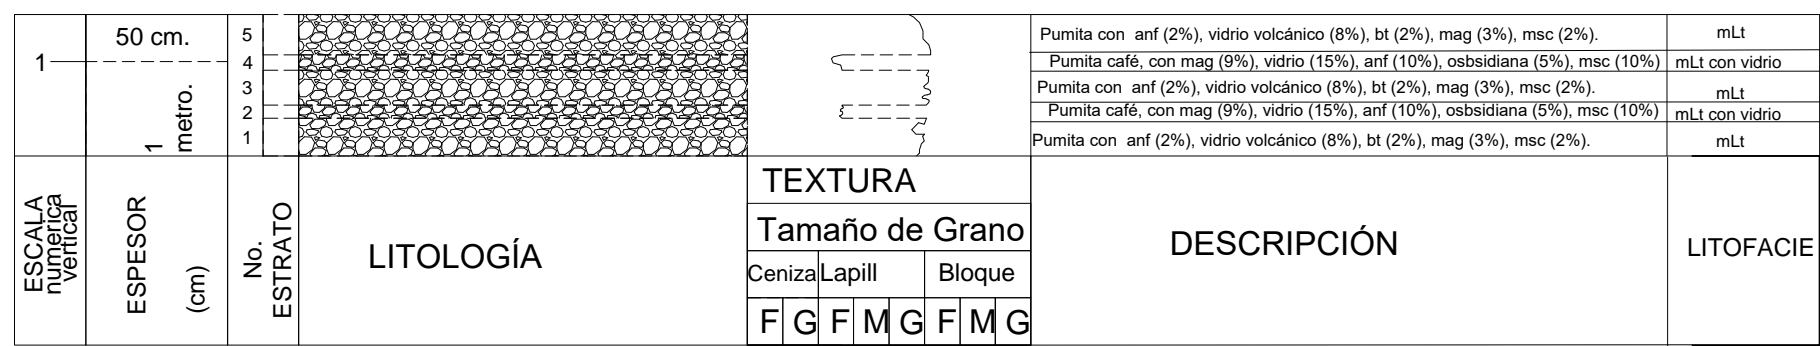 1
50 cm.
1 metro.
5
Pumita con anf (2%), vidrio volcánico (8%), bt (2%), mag (3%), msc (2%).
mLt
4
Pumita café, con mag (9%), vidrio (15%), anf (10%), osbsidiana (5%), msc (10%)
mLt con vidrio
3
Pumita con anf (2%), vidrio volcánico (8%), bt (2%), mag (3%), msc (2%).
mLt
2
Pumita café, con mag (9%), vidrio (15%), anf (10%), osbsidiana (5%), msc (10%)
mLt con vidrio
1
Pumita con anf (2%), vidrio volcánico (8%), bt (2%), mag (3%), msc (2%).
mLt
ESCALA
numerica
vertical
ESPESOR
(cm)
No.
ESTRATO
LITOLOGÍA
TEXTURA
Tamaño de Grano
Ceniza Lapill Bloque
F G F M G F M G
DESCRIPCIÓN
LITOFACIE